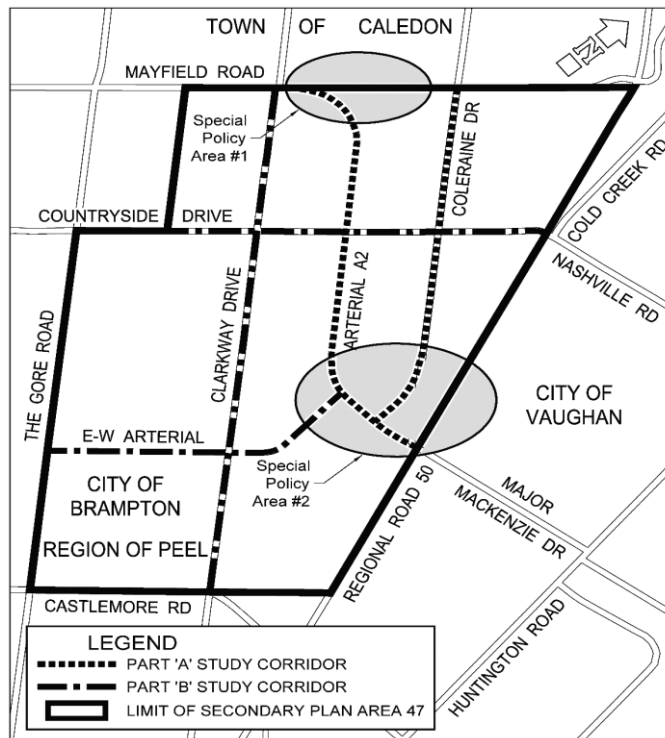 TOWN OF CALEDON
MAYFIELD ROAD
N
Special
Policy
Area #1
COLERAINE DR
COLD CREEK RD
COUNTRYSIDE DRIVE
NASHVILLE RD
ARTERIAL A2
CLARKWAY DRIVE
THE GORE ROAD
CITY OF
VAUGHAN
E-W ARTERIAL
Special
Policy
Area #2
CITY OF
BRAMPTON
REGION OF PEEL
MAJOR
MACKENZIE DR
REGIONAL ROAD 50
HUNTINGTON ROAD
CASTLEMORE RD
LEGEND
PART 'A' STUDY CORRIDOR
PART 'B' STUDY CORRIDOR
LIMIT OF SECONDARY PLAN AREA 47